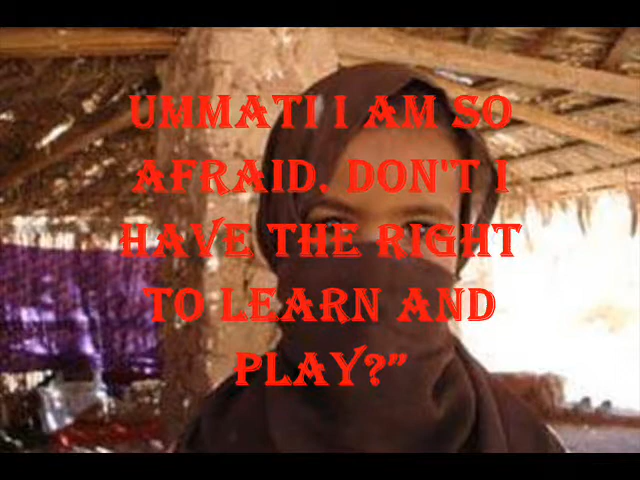 UMMATI I AM SO
AFRAID. DON'T I
HAVE THE RIGHT
TO LEARN AND
PLAY?”